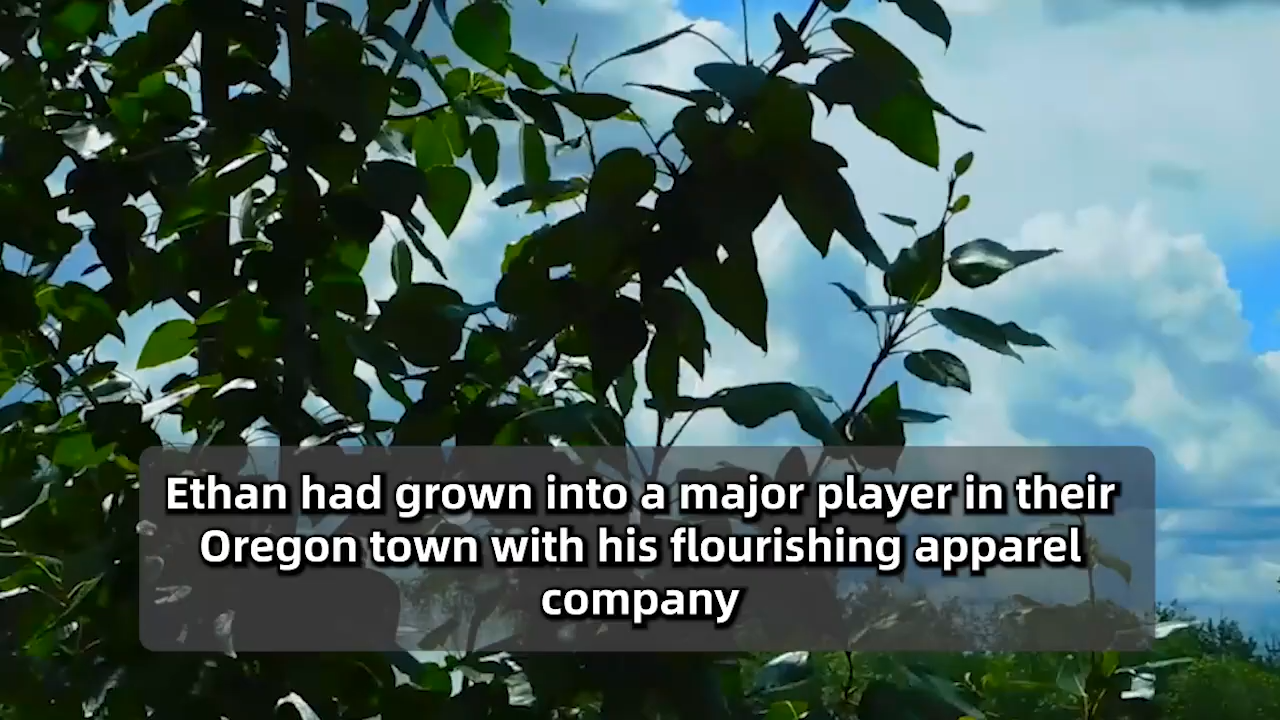 Ethan had grown into a major player in their
Oregon town with his flourishing apparel
company